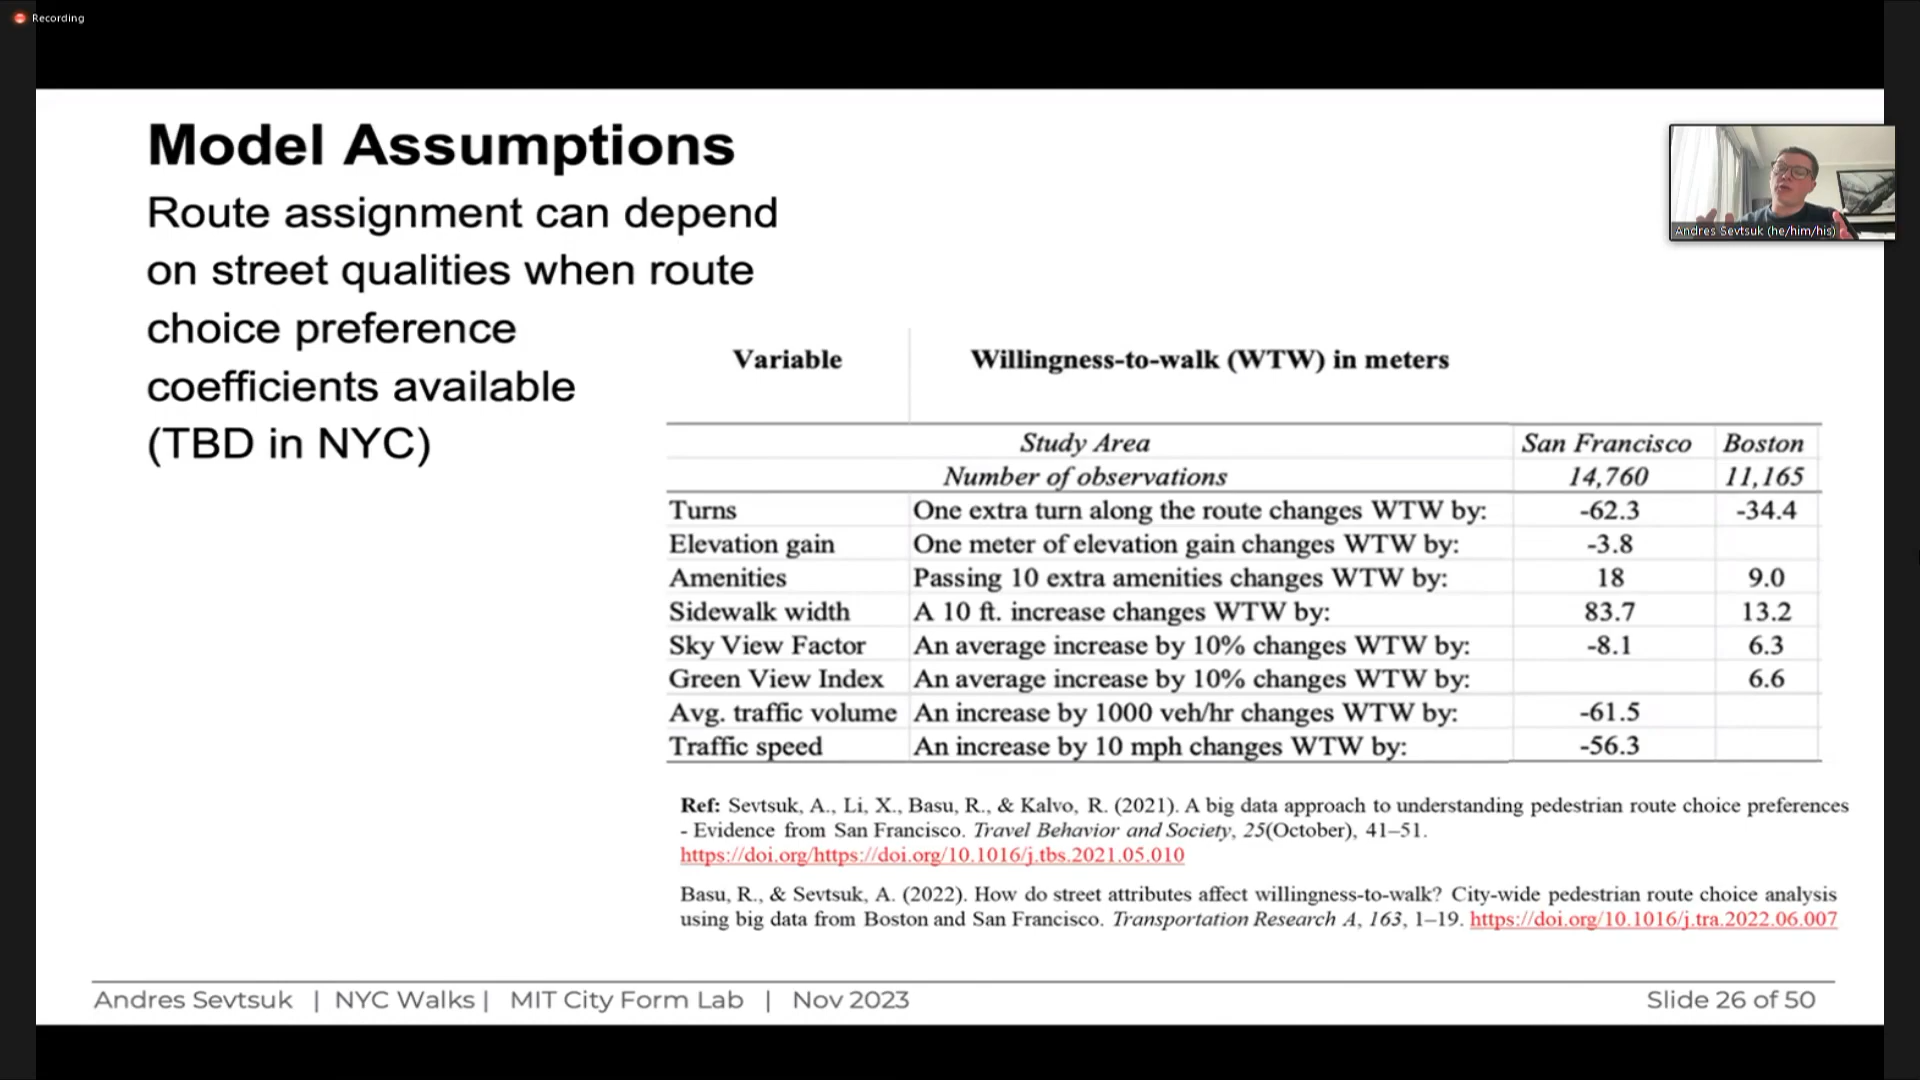 Recording
Model Assumptions
Route assignment can depend
on street qualities when route
choice preference
coefficients available
(TBD in NYC)
Andres Sevtsuk (he/him/his)
Variable Willingness-to-walk (WTW) in meters
Study Area San Francisco Boston
Number of observations 14,760 11,165
Turns One extra turn along the route changes WTW by: -62.3 -34.4
Elevation gain One meter of elevation gain changes WTW by: -3.8
Amenities Passing 10 extra amenities changes WTW by: 18 9.0
Sidewalk width A 10 ft. increase changes WTW by: 83.7 13.2
Sky View Factor An average increase by 10% changes WTW by: -8.1 6.3
Green View Index An average increase by 10% changes WTW by: 6.6
Avg. traffic volume An increase by 1000 veh/hr changes WTW by: -61.5
Traffic speed An increase by 10 mph changes WTW by: -56.3
Ref: Sevtsuk, A., Li, X., Basu, R., & Kalvo, R. (2021). A big data approach to understanding pedestrian route choice preferences
- Evidence from San Francisco. Travel Behavior and Society, 25(October), 41–51.
https://doi.org/https://doi.org/10.1016/j.tbs.2021.05.010
Basu, R., & Sevtsuk, A. (2022). How do street attributes affect willingness-to-walk? City-wide pedestrian route choice analysis
using big data from Boston and San Francisco. Transportation Research A, 163, 1–19. https://doi.org/10.1016/j.tra.2022.06.007
Andres Sevtsuk | NYC Walks | MIT City Form Lab | Nov 2023 Slide 26 of 50